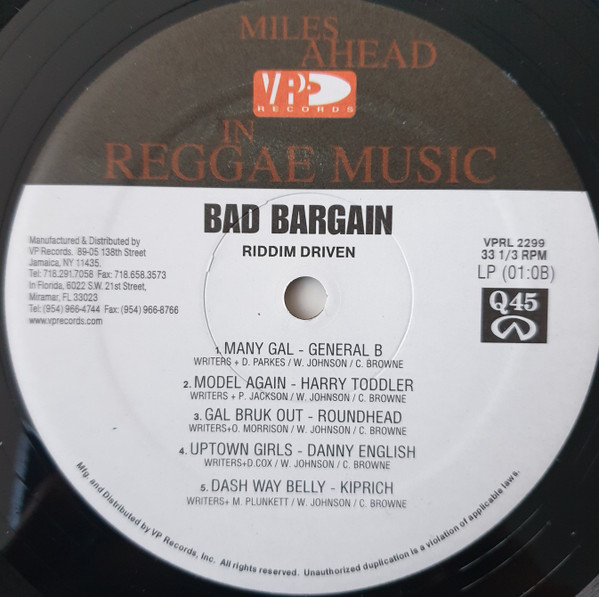 MILES
AHEAD
VP
RECORDS
IN
REGGAE MUSIC
BAD BARGAIN
RIDDIM DRIVEN
Manufactured & Distributed by
VP Records. 89-05 138th Street
Jamaica, NY 11435.
Tel: 718.291.7058 Fax: 718.658.3573
In Florida, 6022 S.W. 21st Street,
Miramar, FL 33023
Tel: (954) 966-4744 Fax: (954) 966-8766
www.vprecords.com
VPRL 2299
33 1/3 RPM
LP (01:0B)
Q45
1. MANY GAL - GENERAL B
WRITERS + D. PARKES / W. JOHNSON / C. BROWNE
2. MODEL AGAIN - HARRY TODDLER
WRITERS + P. JACKSON / W. JOHNSON / C. BROWNE
3. GAL BRUK OUT - ROUNDHEAD
WRITERS+O. MORRISON / W. JOHNSON / C. BROWNE
4. UPTOWN GIRLS - DANNY ENGLISH
WRITERS+D.COX / W. JOHNSON / C. BROWNE
5. DASH WAY BELLY - KIPRICH
WRITERS+ M. PLUNKETT / W. JOHNSON / C. BROWNE
Mfg. and Distributed by VP Records, Inc. All rights reserved. Unauthorized duplication is a violation of applicable laws.